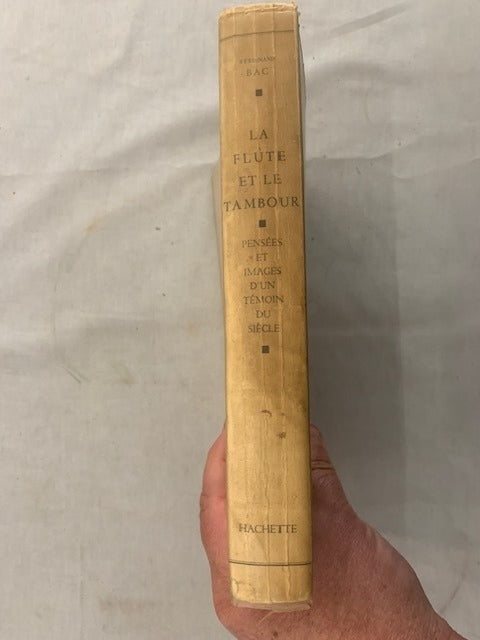 FERDINAND
BAC
LA
FLÛTE
ET LE
TAMBOUR
PENSÉES
ET
IMAGES
D'UN
TÉMOIN
DU
SIÈCLE
HACHETTE